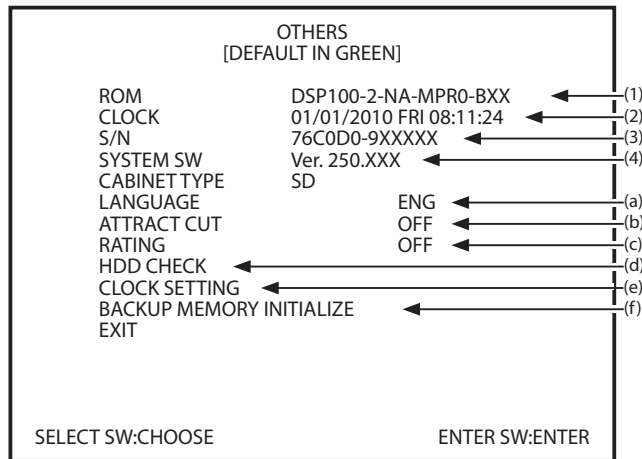 OTHERS
[DEFAULT IN GREEN]
ROM DSP100-2-NA-MPR0-BXX (1)
CLOCK 01/01/2010 FRI 08:11:24 (2)
S/N 76C0D0-9XXXXX (3)
SYSTEM SW Ver. 250.XXX (4)
CABINET TYPE SD
LANGUAGE ENG (a)
ATTRACT CUT OFF (b)
RATING OFF (c)
HDD CHECK (d)
CLOCK SETTING (e)
BACKUP MEMORY INITIALIZE (f)
EXIT
SELECT SW:CHOOSE ENTER SW:ENTER